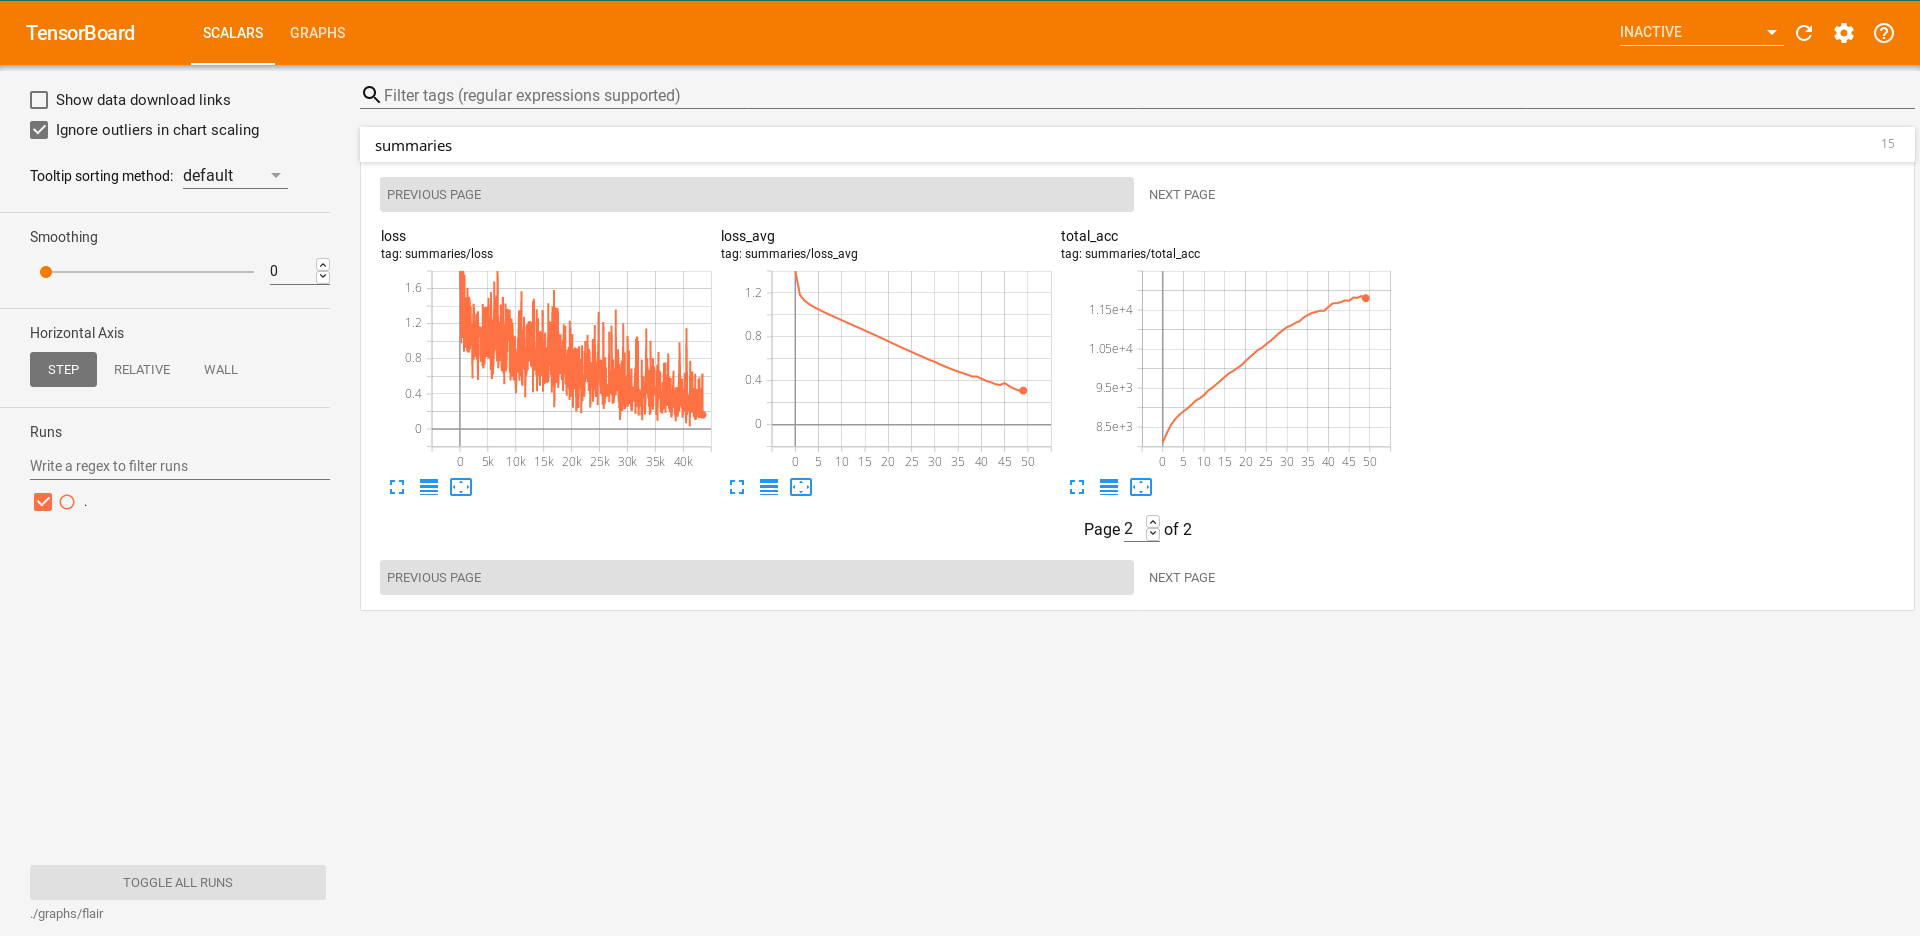 TensorBoard
SCALARS
GRAPHS
INACTIVE
Show data download links
Ignore outliers in chart scaling
Tooltip sorting method: default
Smoothing
0
Horizontal Axis
STEP
RELATIVE
WALL
Runs
Write a regex to filter runs
.
TOGGLE ALL RUNS
./graphs/flair
Filter tags (regular expressions supported)
summaries
15
PREVIOUS PAGE
NEXT PAGE
loss
tag: summaries/loss
1.6
1.2
0.8
0.4
0
0 5k 10k 15k 20k 25k 30k 35k 40k
loss_avg
tag: summaries/loss_avg
1.2
0.8
0.4
0
0 5 10 15 20 25 30 35 40 45 50
total_acc
tag: summaries/total_acc
1.15e+4
1.05e+4
9.5e+3
8.5e+3
0 5 10 15 20 25 30 35 40 45 50
Page 2 of 2
PREVIOUS PAGE
NEXT PAGE